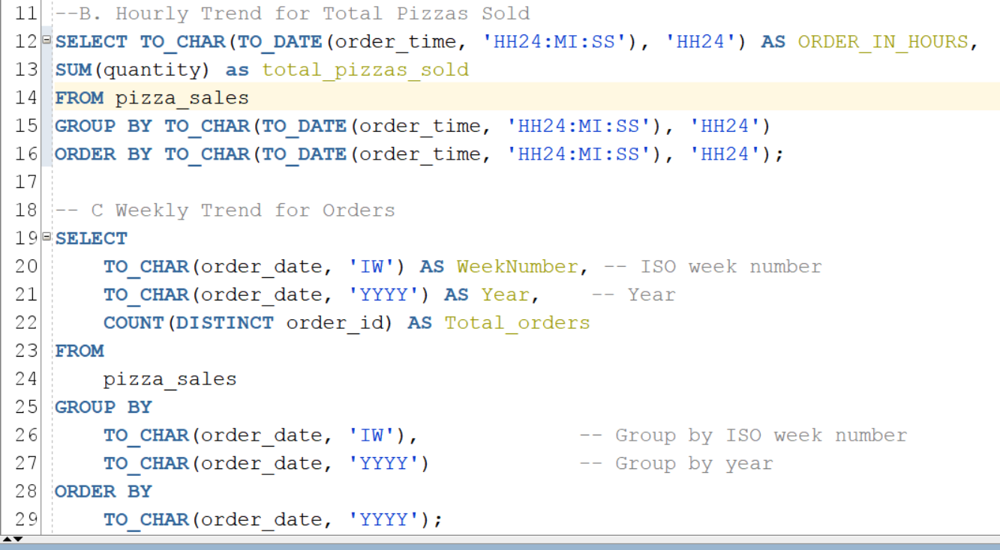 11 --B. Hourly Trend for Total Pizzas Sold
12 SELECT TO_CHAR(TO_DATE(order_time, 'HH24:MI:SS'), 'HH24') AS ORDER_IN_HOURS,
13 SUM(quantity) as total_pizzas_sold
14 FROM pizza_sales
15 GROUP BY TO_CHAR(TO_DATE(order_time, 'HH24:MI:SS'), 'HH24')
16 ORDER BY TO_CHAR(TO_DATE(order_time, 'HH24:MI:SS'), 'HH24');
17
18 -- C Weekly Trend for Orders
19 SELECT
20     TO_CHAR(order_date, 'IW') AS WeekNumber, -- ISO week number
21     TO_CHAR(order_date, 'YYYY') AS Year,    -- Year
22     COUNT(DISTINCT order_id) AS Total_orders
23 FROM
24     pizza_sales
25 GROUP BY
26     TO_CHAR(order_date, 'IW'),             -- Group by ISO week number
27     TO_CHAR(order_date, 'YYYY')            -- Group by year
28 ORDER BY
29     TO_CHAR(order_date, 'YYYY');